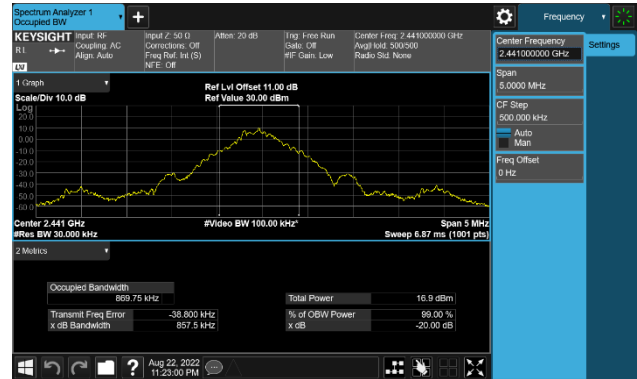 Spectrum Analyzer 1
Occupied BW
+
Frequency
KEYSIGHT
Input: RF
Input Z: 50 Ω
Atten: 20 dB
Trig: Free Run
Center Freq: 2.441000000 GHz
RL
Coupling: AC
Corrections: Off
Gate: Off
Avg|Hold: 500/500
Align: Auto
Freq Ref: Int (S)
#IF Gain: Low
Radio Std: None
NFE: Off
LXI
Center Frequency
2.441000000 GHz
Settings
Span
5.0000 MHz
CF Step
500.000 kHz
Auto
Man
Freq Offset
0 Hz
1 Graph
Ref Lvl Offset 11.00 dB
Scale/Div 10.0 dB
Ref Value 30.00 dBm
Log
20.0
10.0
0.00
-10.0
-20.0
-30.0
-40.0
-50.0
-60.0
Center 2.441 GHz
#Video BW 100.00 kHz*
Span 5 MHz
#Res BW 30.000 kHz
Sweep 6.87 ms (1001 pts)
2 Metrics
Occupied Bandwidth
869.75 kHz
Total Power
16.9 dBm
Transmit Freq Error
-38.800 kHz
% of OBW Power
99.00 %
x dB Bandwidth
857.5 kHz
x dB
-20.00 dB
?
Aug 22, 2022
11:23:00 PM